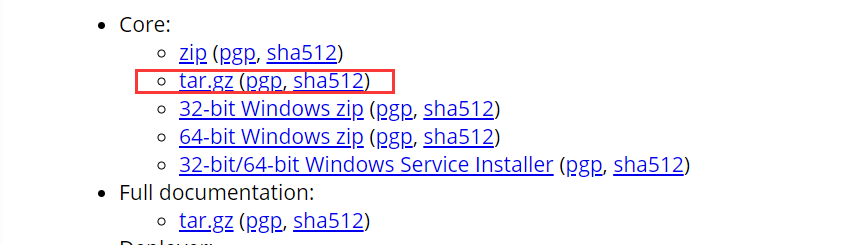 Core:
zip (pgp, sha512)
tar.gz (pgp, sha512)
32-bit Windows zip (pgp, sha512)
64-bit Windows zip (pgp, sha512)
32-bit/64-bit Windows Service Installer (pgp, sha512)
Full documentation:
tar.gz (pgp, sha512)